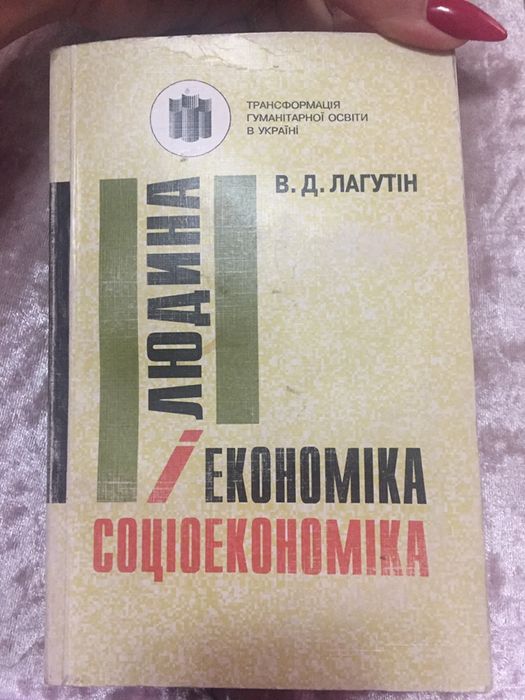 ТРАНСФОРМАЦІЯ
ГУМАНІТАРНОЇ ОСВІТИ
В УКРАЇНІ
В. Д. ЛАГУТІН
ЛЮДИНА
І ЕКОНОМІКА
СОЦІОЕКОНОМІКА